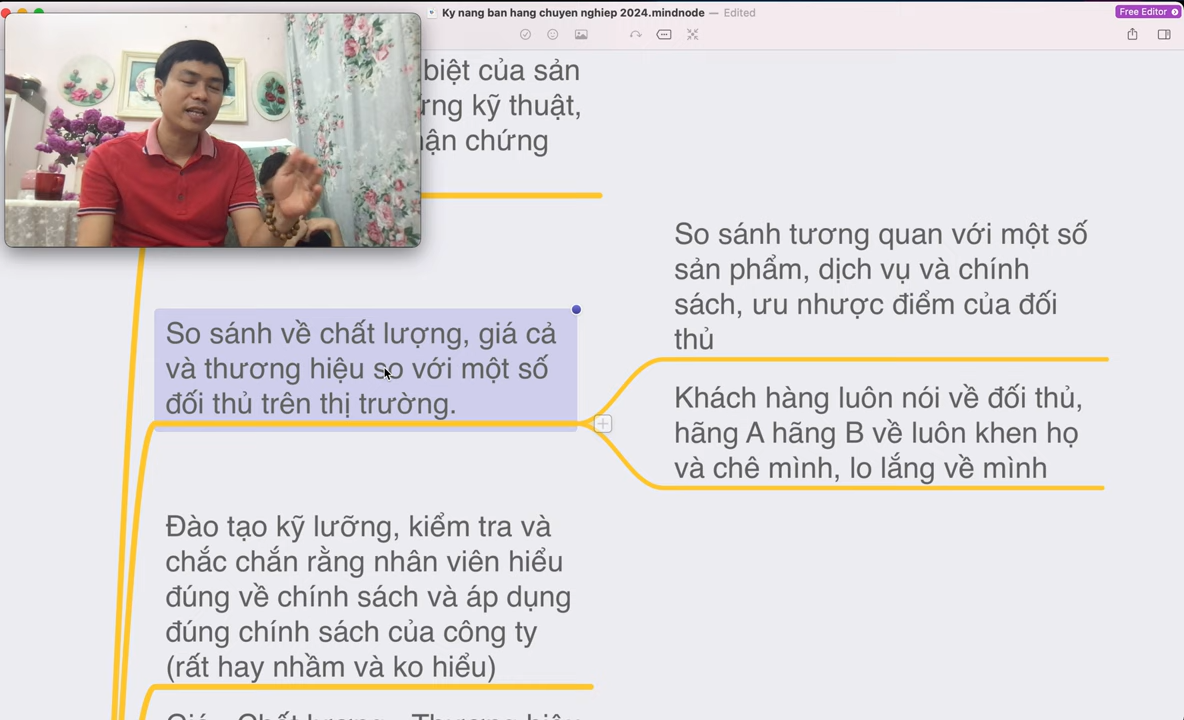 Ky nang ban hang chuyen nghiep 2024.mindnode — Edited
Free Editor
biệt của sản
kỹ thuật,
chứng
So sánh tương quan với một số
sản phẩm, dịch vụ và chính
sách, ưu nhược điểm của đối
thủ
So sánh về chất lượng, giá cả
và thương hiệu so với một số
đối thủ trên thị trường.
Khách hàng luôn nói về đối thủ,
hãng A hãng B về luôn khen họ
và chê mình, lo lắng về mình
Đào tạo kỹ lưỡng, kiểm tra và
chắc chắn rằng nhân viên hiểu
đúng về chính sách và áp dụng
đúng chính sách của công ty
(rất hay nhầm và ko hiểu)
Giá - Chất lượng - Thương hiệu